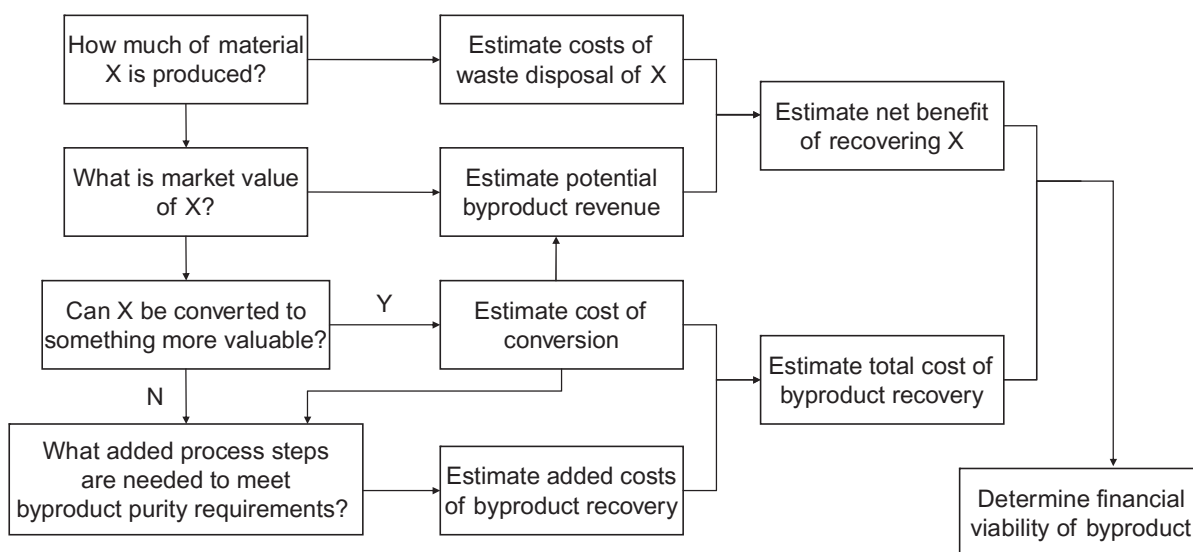 How much of material
X is produced?
Estimate costs of
waste disposal of X
Estimate net benefit
of recovering X
What is market value
of X?
Estimate potential
byproduct revenue
Can X be converted to
something more valuable?
Y
Estimate cost of
conversion
Estimate total cost of
byproduct recovery
N
What added process steps
are needed to meet
byproduct purity requirements?
Estimate added costs
of byproduct recovery
Determine financial
viability of byproduct